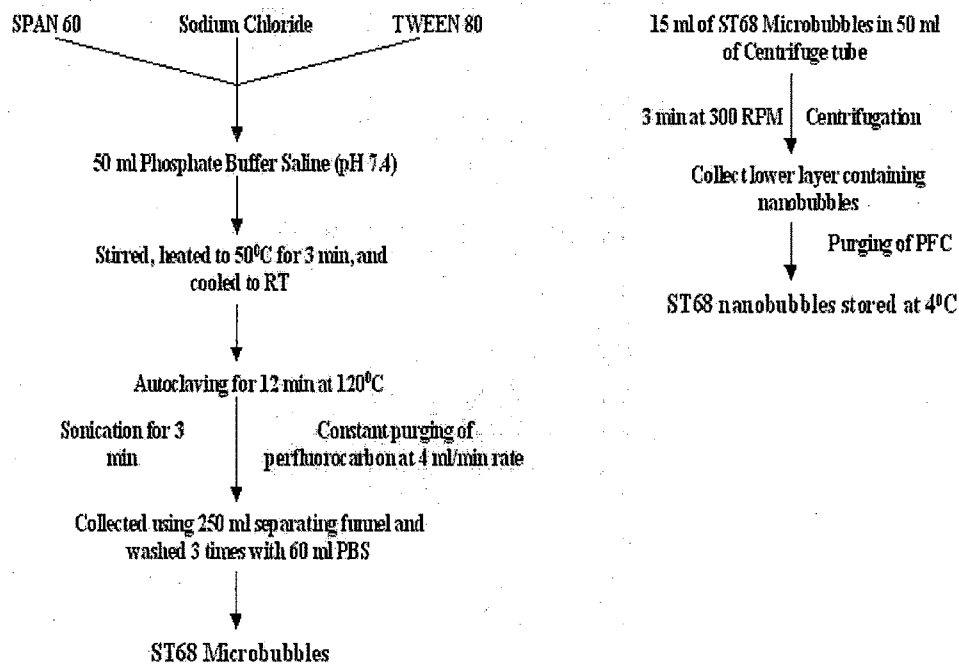 SPAN 60
Sodium Chloride
TWEEN 80
50 ml Phosphate Buffer Saline (pH 7.4)
Stirred, heated to 50⁰C for 3 min, and
cooled to RT
Autoclaving for 12 min at 120⁰C
Sonication for 3
min
Constant purging of
perfluorocarbon at 4 ml/min rate
Collected using 250 ml separating funnel and
washed 3 times with 60 ml PBS
ST68 Microbubbles
15 ml of ST68 Microbubbles in 50 ml
of Centrifuge tube
3 min at 300 RPM
Centrifugation
Collect lower layer containing
nanobubbles
Purging of PFC
ST68 nanobubbles stored at 4⁰C